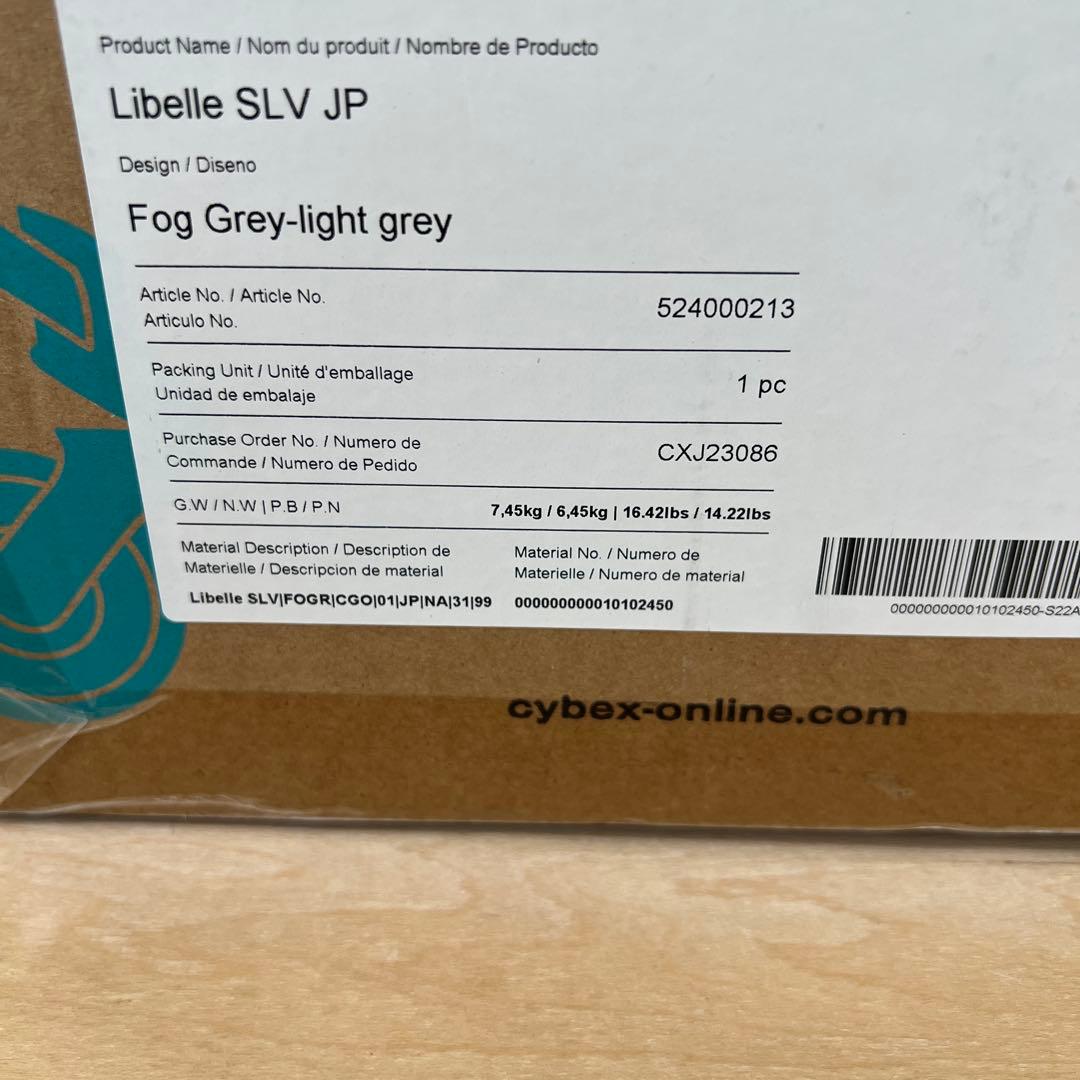 Product Name / Nom du produit / Nombre de Producto
Libelle SLV JP
Design / Diseno
Fog Grey-light grey
Article No. / Article No.
Articulo No.
524000213
Packing Unit / Unité d'emballage
Unidad de embalaje
1 pc
Purchase Order No. / Numero de
Commande / Numero de Pedido
CXJ23086
G.W / N.W | P.B / P.N
7,45kg / 6,45kg | 16.42lbs / 14.22lbs
Material Description / Description de
Materielle / Descripcion de material
Libelle SLV|FOGR|CGO|01|JP|NA|31|99
Material No. / Numero de
Materielle / Numero de material
000000000010102450
000000000010102450-S22A
cybex-online.com